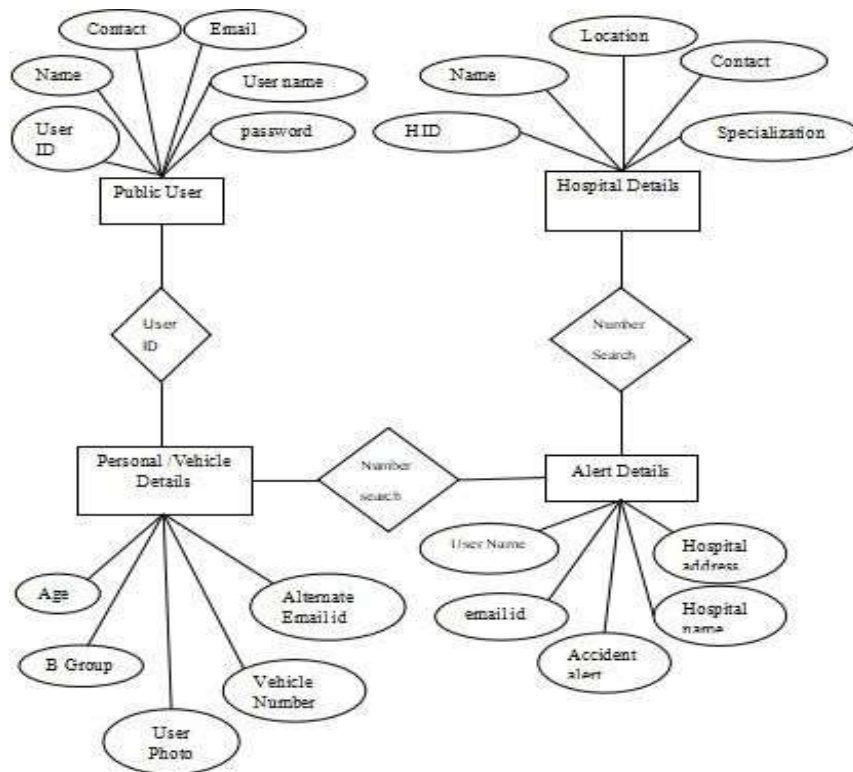 Contact
Email
Location
Name
User name
Name
Contact
User
ID
password
H.ID
Specialization
Public User
Hospital Details
User
ID
Number
Search
Personal /Vehicle
Details
Number
search
Alert Details
User Name
Hospital
address
Age
Alternate
Email id
email id
Hospital
name
B Group
Vehicle
Number
Accident
alert
User
Photo